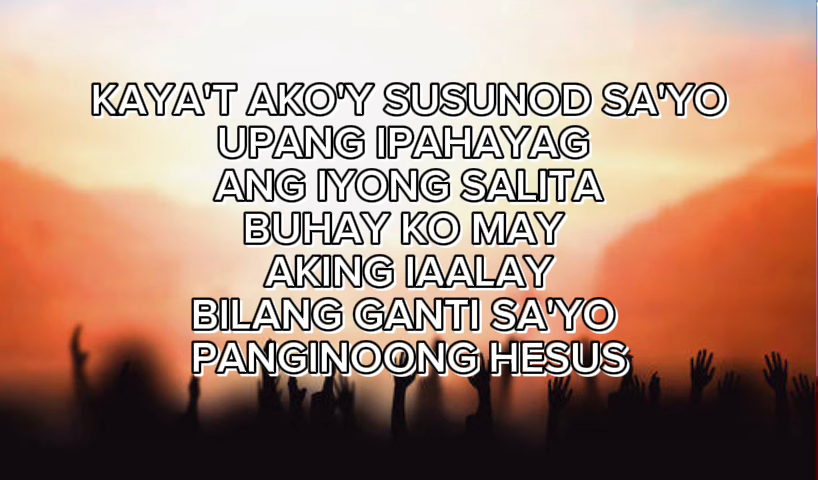 KAYA'T AKO'Y SUSUNOD SA'YO
UPANG IPAHAYAG
ANG IYONG SALITA
BUHAY KO MAY
AKING IAALAY
BILANG GANTI SA'YO
PANGINOONG HESUS